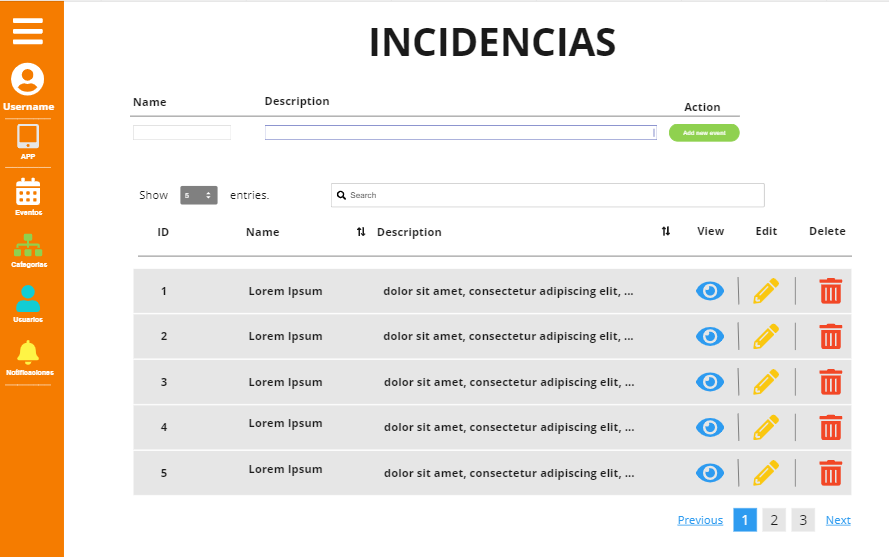 INCIDENCIAS
Username
APP
Eventos
Categorias
Usuarios
Notificaciones
Name Description Action
Add new event
Show 5 entries. Search
ID Name Description View Edit Delete
1 Lorem Ipsum dolor sit amet, consectetur adipiscing elit, ...
2 Lorem Ipsum dolor sit amet, consectetur adipiscing elit, ...
3 Lorem Ipsum dolor sit amet, consectetur adipiscing elit, ...
4 Lorem Ipsum dolor sit amet, consectetur adipiscing elit, ...
5 Lorem Ipsum dolor sit amet, consectetur adipiscing elit, ...
Previous 1 2 3 Next